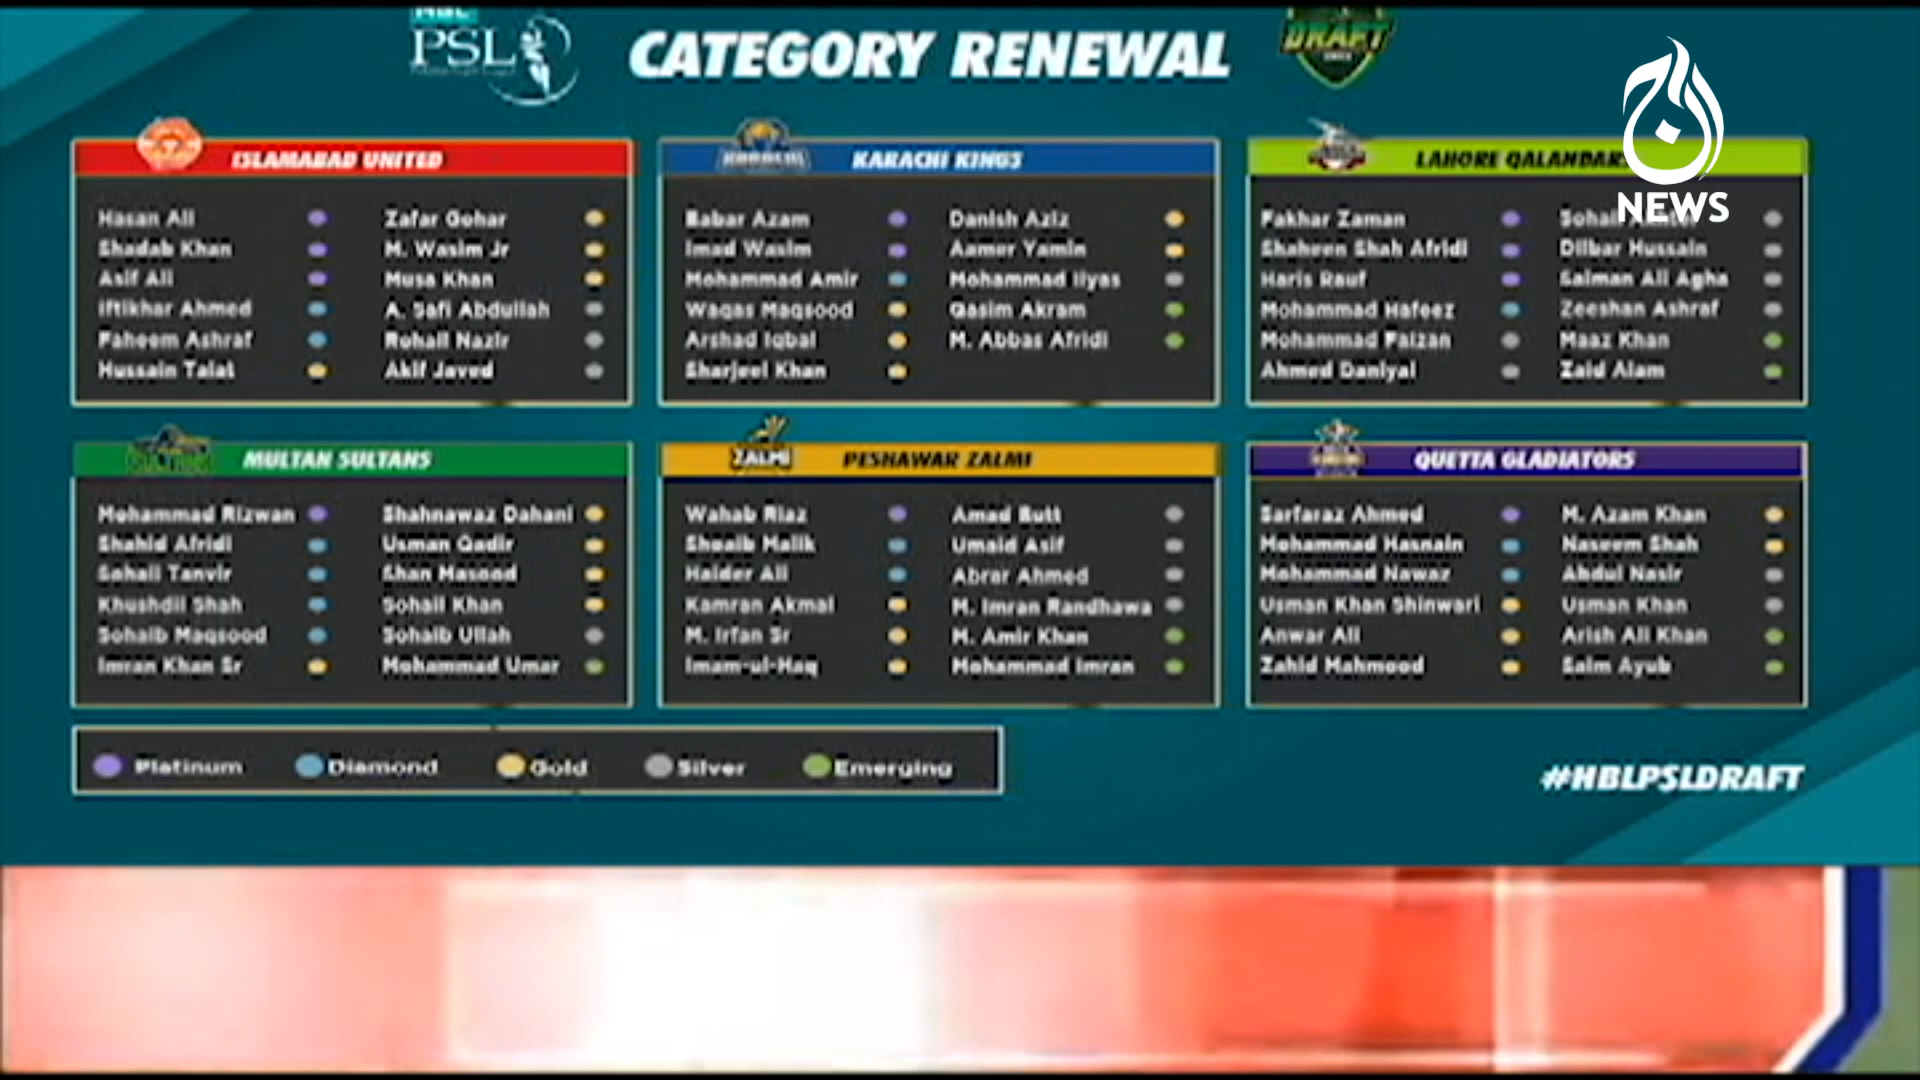 HBL
PSL
CATEGORY RENEWAL
DRAFT
NEWS
ISLAMABAD UNITED
Hasan Ali
Zafar Gohar
Shadab Khan
M. Wasim Jr
Asif Ali
Musa Khan
Iftikhar Ahmed
A. Safi Abdullah
Faheem Ashraf
Rohail Nazir
Hussain Talat
Akif Javed
KARACHI KINGS
Babar Azam
Danish Aziz
Imad Wasim
Aamer Yamin
Mohammad Amir
Mohammad Ilyas
Waqas Maqsood
Qasim Akram
Arshad Iqbal
M. Abbas Afridi
Sharjeel Khan
LAHORE QALANDARS
Fakhar Zaman
Sohail
Shaheen Shah Afridi
Dilbar Hussain
Haris Rauf
Salman Ali Agha
Mohammad Hafeez
Zeeshan Ashraf
Mohammad Faizan
Maaz Khan
Ahmed Daniyal
Zaid Alam
MULTAN SULTANS
Mohammad Rizwan
Shahnawaz Dahani
Shahid Afridi
Usman Qadir
Sohail Tanvir
Shan Masood
Khushdil Shah
Sohail Khan
Sohaib Maqsood
Sohaib Ullah
Imran Khan Sr
Mohammad Umar
ZALMI
PESHAWAR ZALMI
Wahab Riaz
Amad Butt
Shoaib Malik
Umaid Asif
Haider Ali
Abrar Ahmed
Kamran Akmal
M. Imran Randhawa
M. Irfan Sr
M. Amir Khan
Imam-ul-Haq
Mohammad Imran
QUETTA GLADIATORS
Sarfaraz Ahmed
M. Azam Khan
Mohammad Hasnain
Naseem Shah
Mohammad Nawaz
Abdul Nasir
Usman Khan Shinwari
Usman Khan
Anwar Ali
Arish Ali Khan
Zahid Mahmood
Saim Ayub
Platinum
Diamond
Gold
Silver
Emerging
#HBLPSLDRAFT